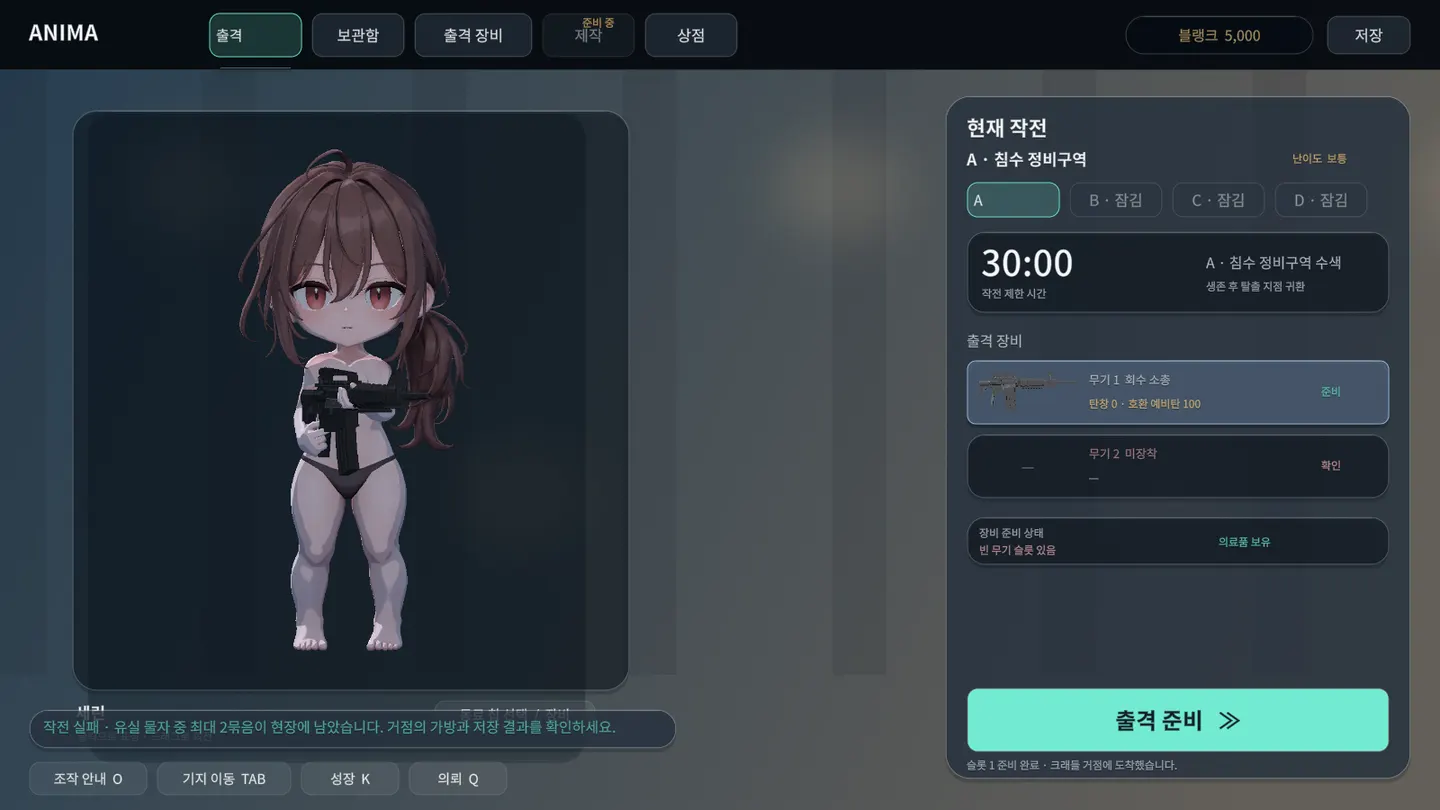 ANIMA
출격
보관함
출격 장비
준비 중
제작
상점
블랭크 5,000
저장
현재 작전
A · 침수 정비구역
난이도 보통
A
B · 잠김
C · 잠김
D · 잠김
30:00
작전 제한 시간
A · 침수 정비구역 수색
생존 후 탈출 지점 귀환
출격 장비
무기 1 회수 소총
탄창 0 · 호환 예비탄 100
준비
—
무기 2 미장착
—
확인
장비 준비 상태
빈 무기 슬롯 있음
의료품 보유
세린
작전 실패 · 유실 물자 중 최대 2묶음이 현장에 남았습니다. 거점의 가방과 저장 결과를 확인하세요.
조작 안내 O
기지 이동 TAB
성장 K
의뢰 Q
출격 준비 ≫
슬롯 1 준비 완료 · 크래들 거점에 도착했습니다.